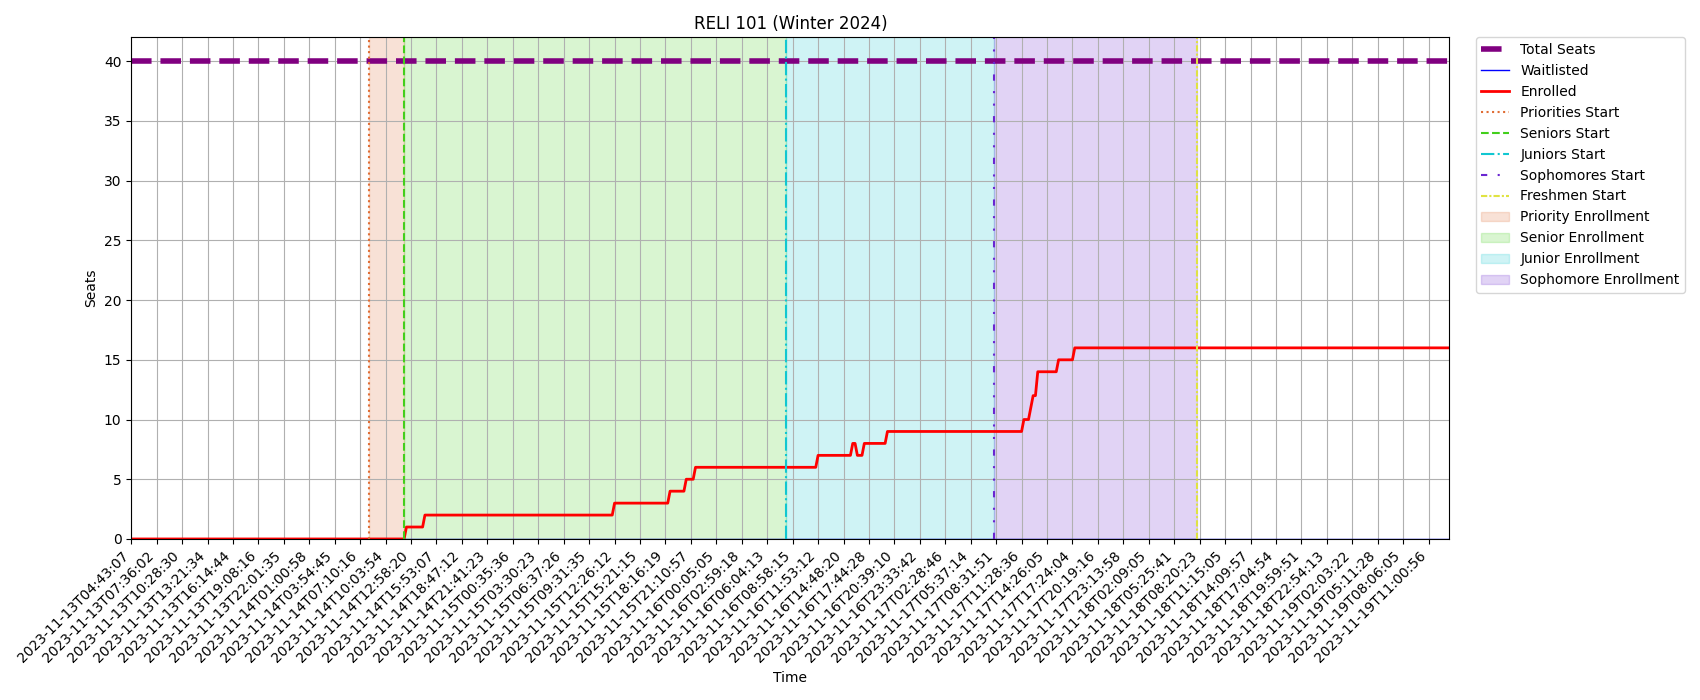 RELI 101 (Winter 2024)
Total Seats
Waitlisted
Enrolled
Priorities Start
Seniors Start
Juniors Start
Sophomores Start
Freshmen Start
Priority Enrollment
Senior Enrollment
Junior Enrollment
Sophomore Enrollment
Seats
40
35
30
25
20
15
10
5
0
2023-11-13T04:43:07
2023-11-13T07:36:02
2023-11-13T10:28:30
2023-11-13T13:21:34
2023-11-13T16:14:44
2023-11-13T19:08:16
2023-11-13T22:01:35
2023-11-14T01:00:58
2023-11-14T03:54:45
2023-11-14T07:10:16
2023-11-14T10:03:54
2023-11-14T12:58:20
2023-11-14T15:53:07
2023-11-14T18:47:12
2023-11-14T21:41:23
2023-11-15T00:35:36
2023-11-15T03:30:23
2023-11-15T06:37:26
2023-11-15T09:31:35
2023-11-15T12:26:12
2023-11-15T15:21:15
2023-11-15T18:16:19
2023-11-15T21:10:57
2023-11-16T00:05:05
2023-11-16T02:59:18
2023-11-16T06:04:13
2023-11-16T08:58:15
2023-11-16T11:53:12
2023-11-16T14:48:20
2023-11-16T17:44:28
2023-11-16T20:39:10
2023-11-16T23:33:42
2023-11-17T02:28:46
2023-11-17T05:37:14
2023-11-17T08:31:51
2023-11-17T11:28:36
2023-11-17T14:26:05
2023-11-17T17:24:04
2023-11-17T20:19:16
2023-11-17T23:13:58
2023-11-18T02:09:05
2023-11-18T05:25:41
2023-11-18T08:20:23
2023-11-18T11:15:05
2023-11-18T14:09:57
2023-11-18T17:04:54
2023-11-18T19:59:51
2023-11-18T22:54:13
2023-11-19T02:03:22
2023-11-19T05:11:28
2023-11-19T08:06:05
2023-11-19T11:00:56
Time